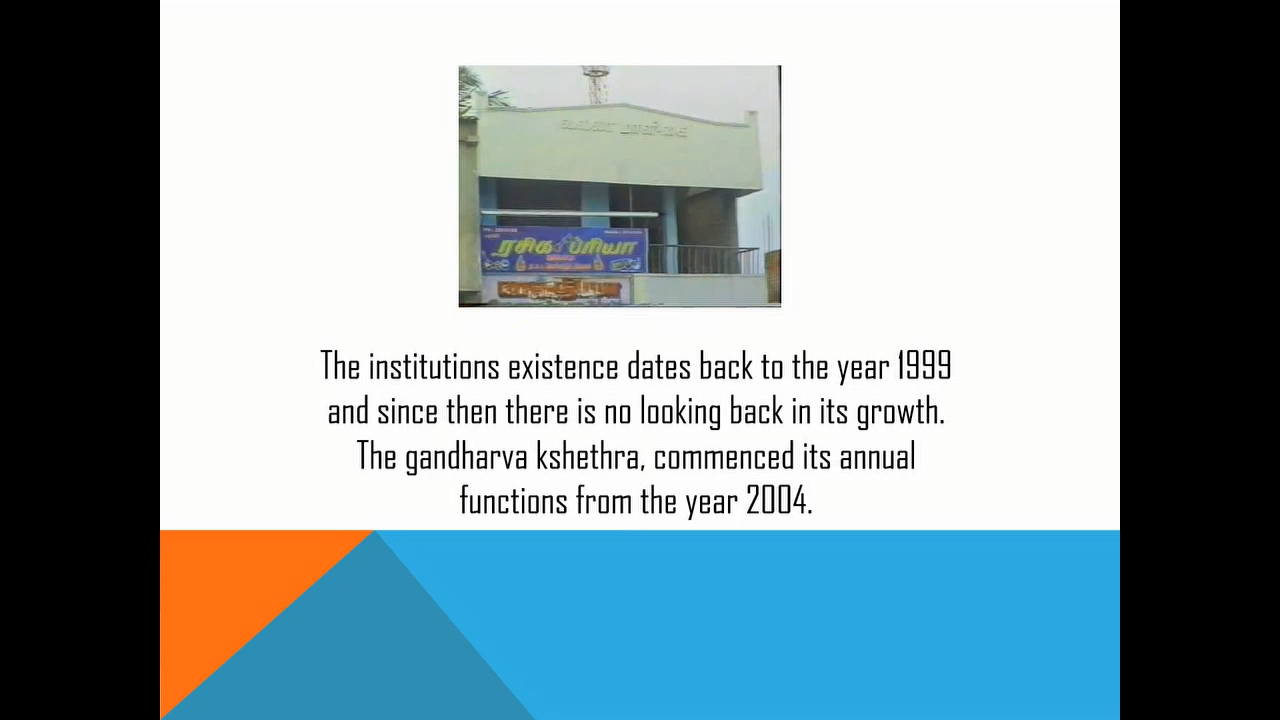 ரசிக ப்ரியா
The institutions existence dates back to the year 1999
and since then there is no looking back in its growth.
The gandharva kshethra, commenced its annual
functions from the year 2004.